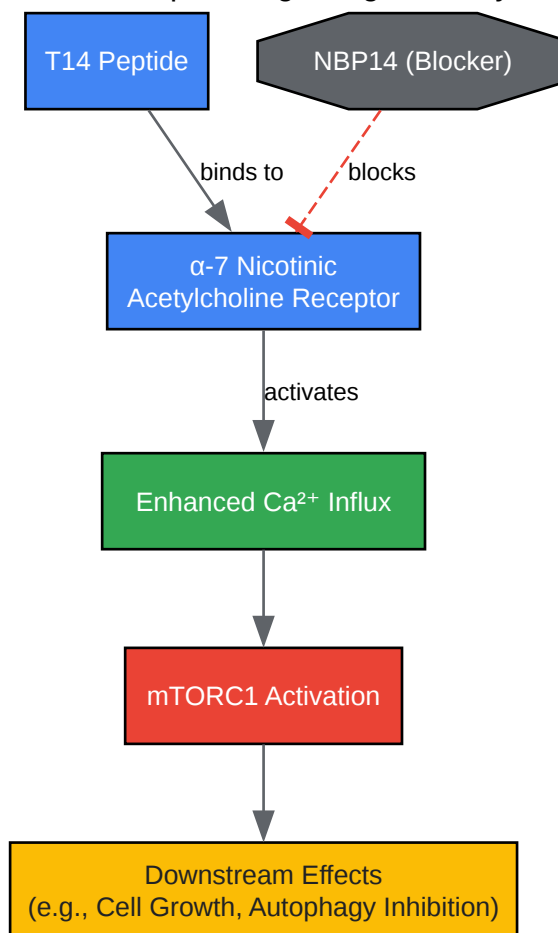 T14 Peptide
NBP14 (Blocker)
binds to
blocks
α-7 Nicotinic
Acetylcholine Receptor
activates
Enhanced Ca²⁺ Influx
mTORC1 Activation
Downstream Effects
(e.g., Cell Growth, Autophagy Inhibition)